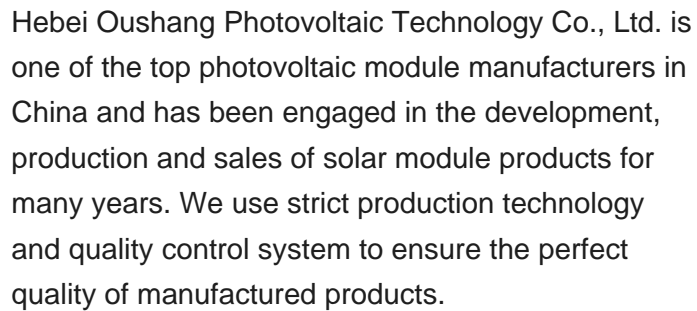 Hebei Oushang Photovoltaic Technology Co., Ltd. is
one of the top photovoltaic module manufacturers in
China and has been engaged in the development,
production and sales of solar module products for
many years. We use strict production technology
and quality control system to ensure the perfect
quality of manufactured products.